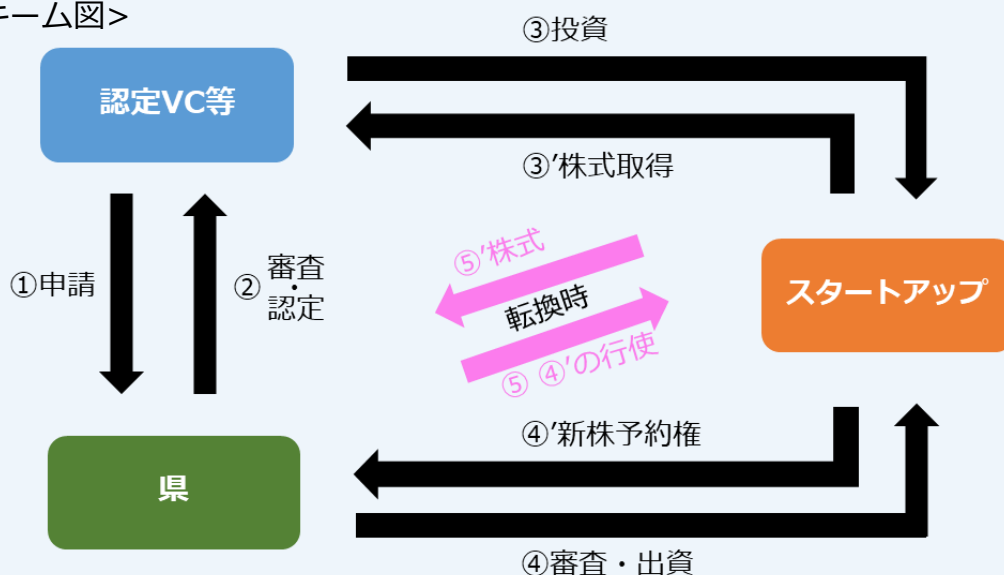 キーム図>
③投資
認定VC等
③’株式取得
①申請
②審査・認定
⑤’株式
転換時
⑤ ④’の行使
スタートアップ
④’新株予約権
県
④審査・出資